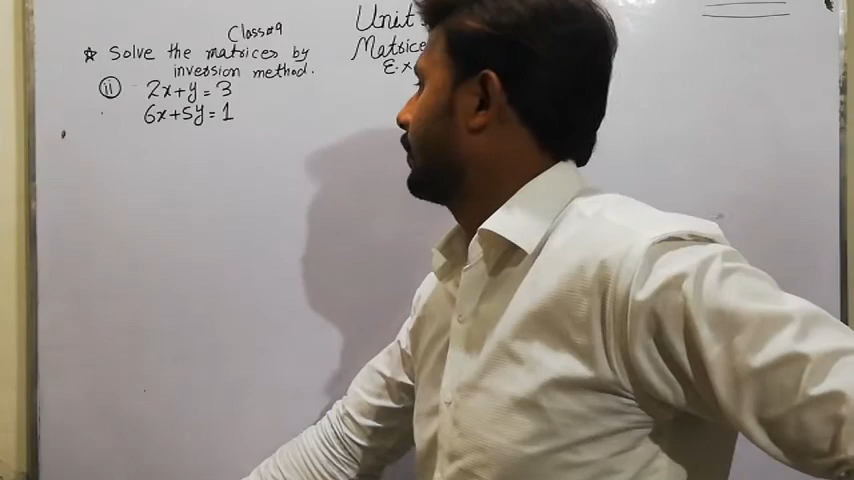 Class#9
Unit
☆ Solve the matrices by
inversion method.
Matrice
E.x
(ii) 2x+y=3
6x+5y=1